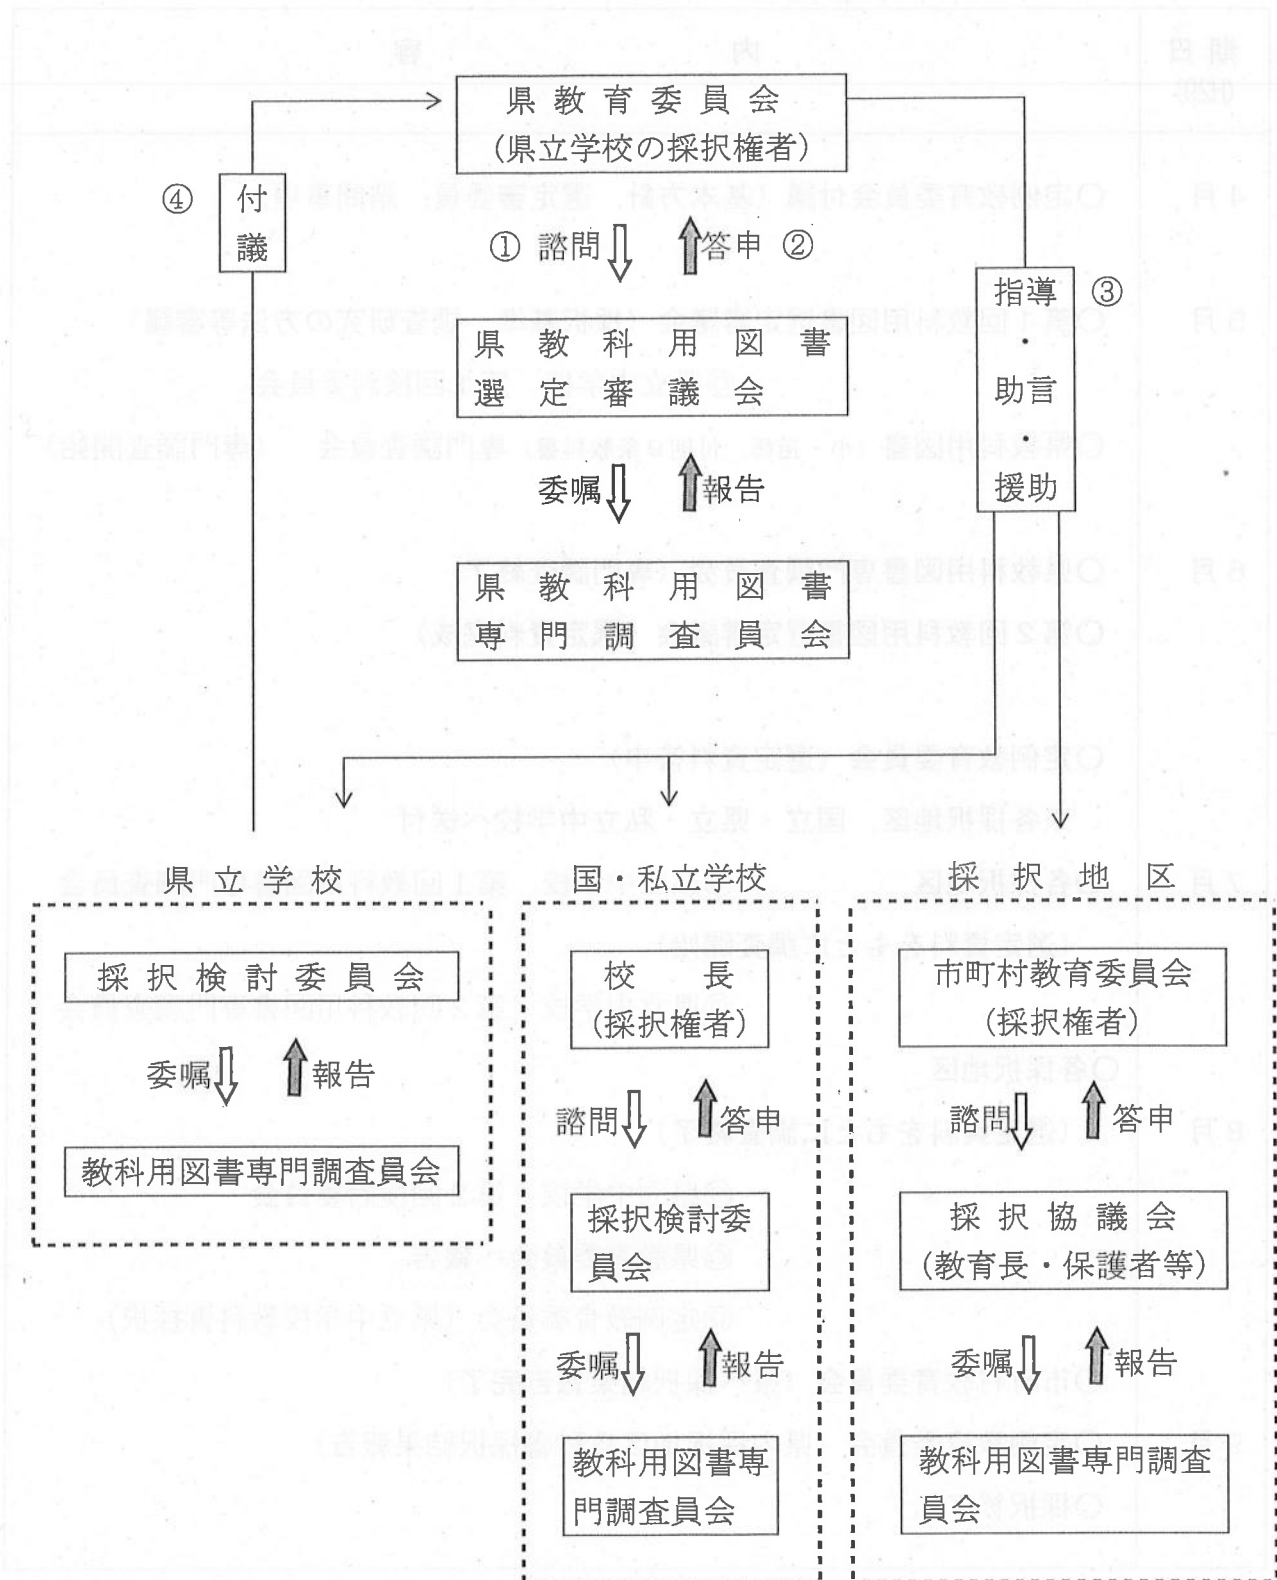 県教育委員会
(県立学校の採択権者)
④
付
議
① 諮問
答申 ②
指導
・
助言
・
援助
③
県教科用図書
選定審議会
委嘱
報告
県教科用図書
専門調査員会
県立学校
国・私立学校
採択地区
採択検討委員会
委嘱
報告
教科用図書専門調査員会
校長
(採択権者)
諮問
答申
採択検討委
員会
委嘱
報告
教科用図書専
門調査員会
市町村教育委員会
(採択権者)
諮問
答申
採択協議会
(教育長・保護者等)
委嘱
報告
教科用図書専門調査
員会